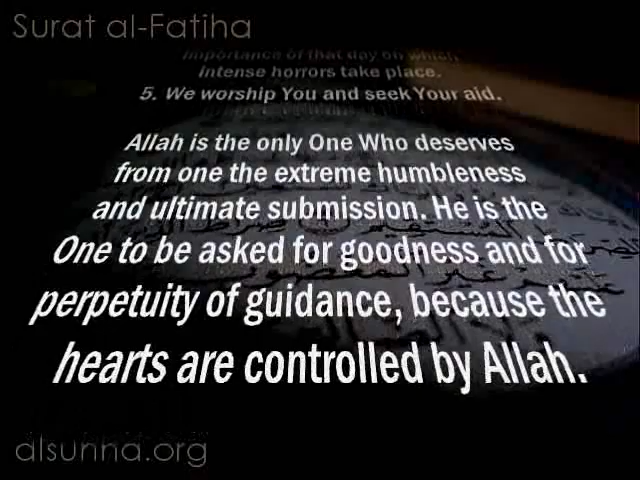 Surat al-Fatiha
importance of that day on which
intense horrors take place.
5. We worship You and seek Your aid.
Allah is the only One Who deserves
from one the extreme humbleness
and ultimate submission. He is the
One to be asked for goodness and for
perpetuity of guidance, because the
hearts are controlled by Allah.
alsunna.org